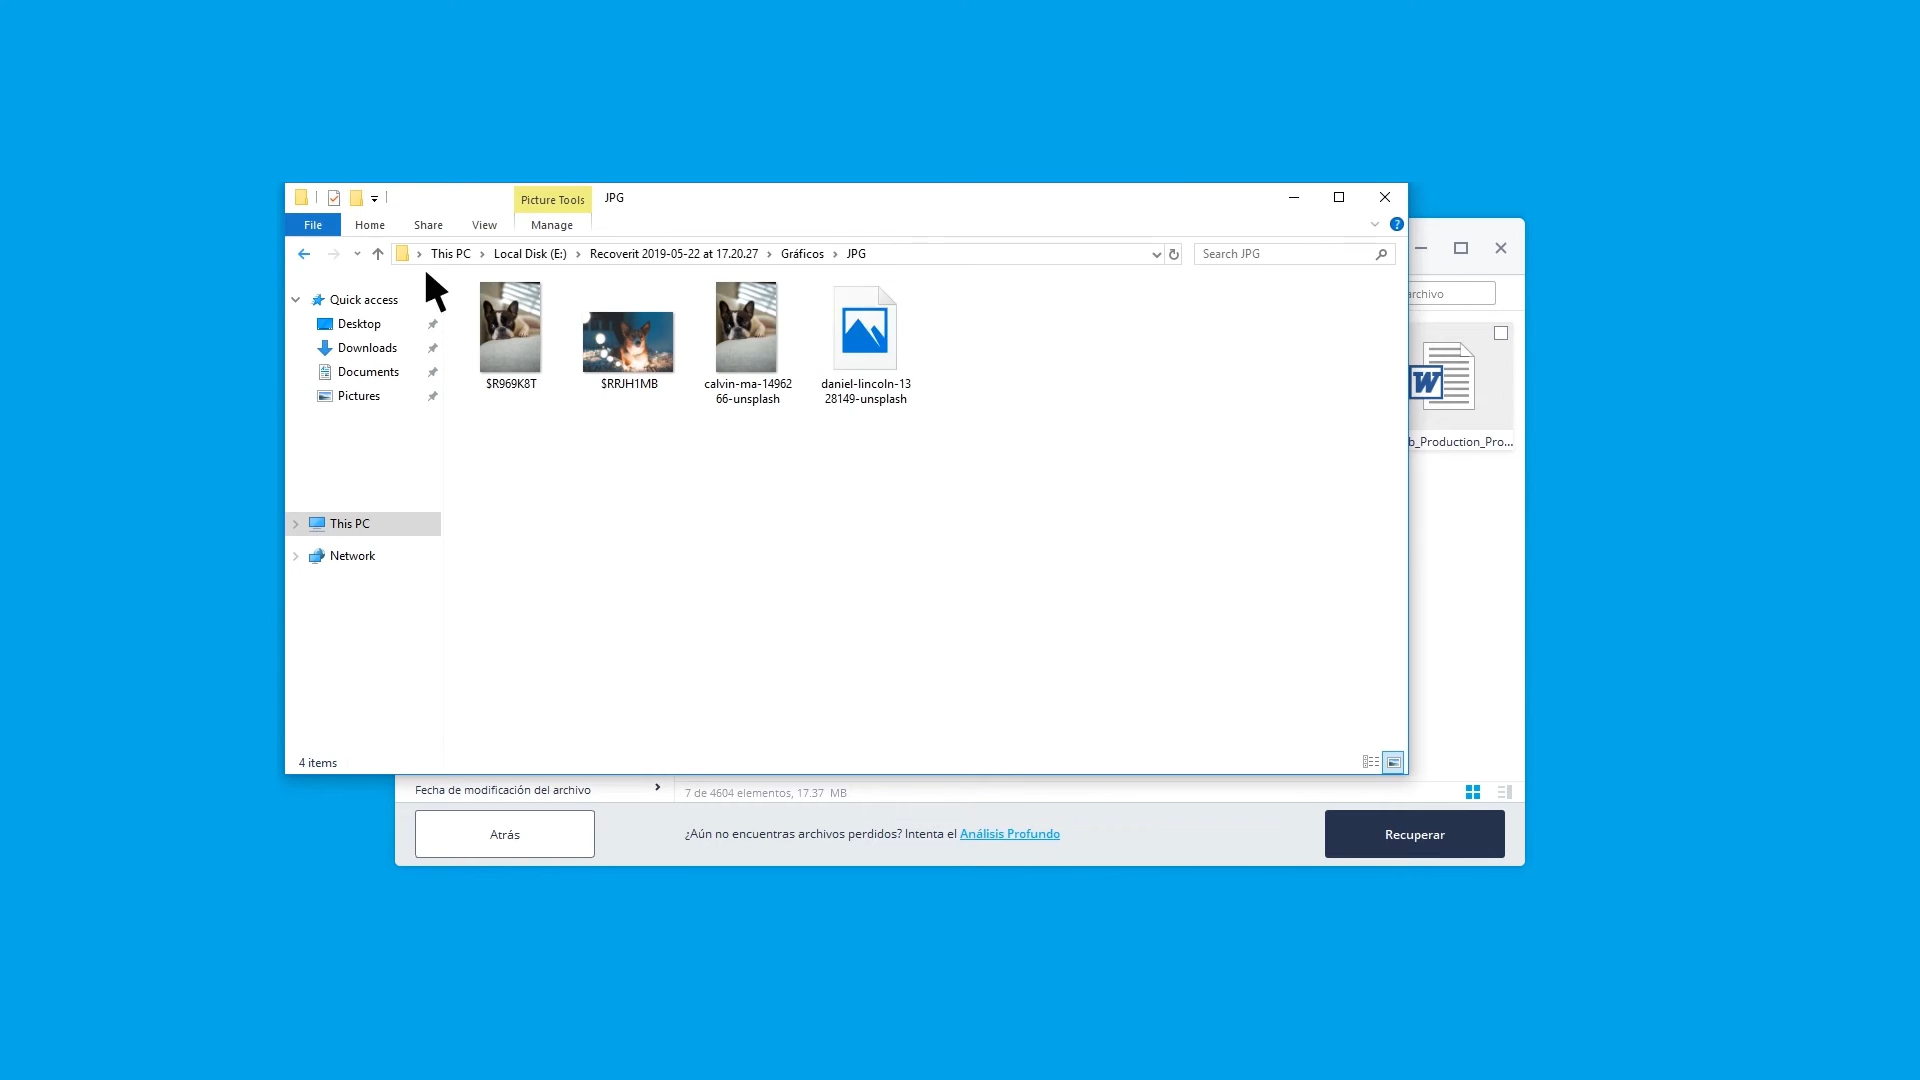 Picture Tools JPG
File Home Share View Manage
This PC Local Disk (E:) Recoverit 2019-05-22 at 17.20.27 Gráficos JPG Search JPG
Quick access
Desktop
Downloads
Documents
Pictures
This PC
Network
$R969K8T
$RRJH1MB
calvin-ma-14962
66-unsplash
daniel-lincoln-13
28149-unsplash
4 items
archivo
W
b_Production_Pro...
Fecha de modificación del archivo
7 de 4604 elementos, 17.37 MB
Atrás
¿Aún no encuentras archivos perdidos? Intenta el Análisis Profundo
Recuperar